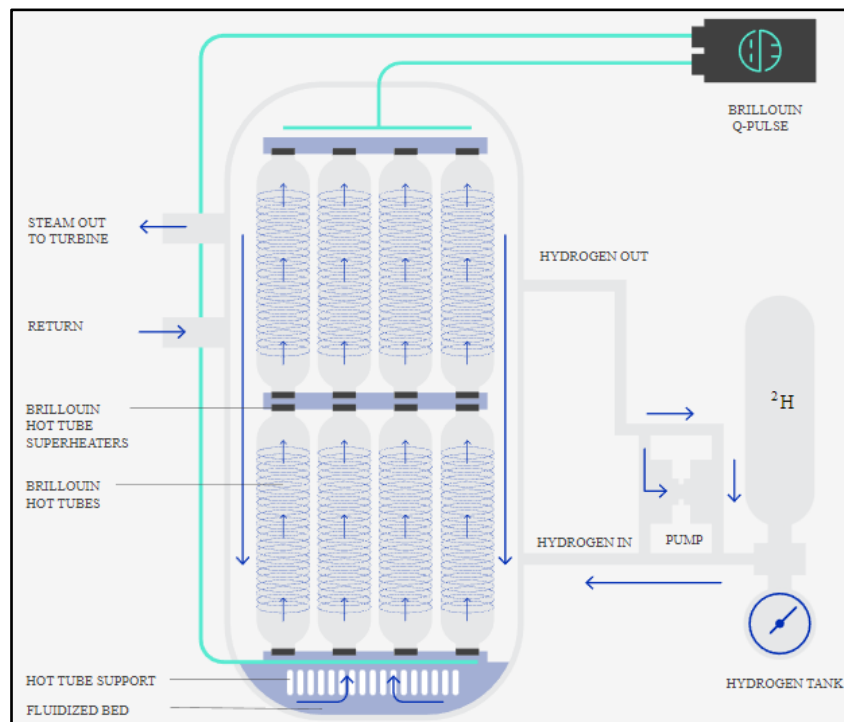 BRILLOUIN
Q-PULSE
STEAM OUT
TO TURBINE
HYDROGEN OUT
RETURN
²H
BRILLOUIN
HOT TUBE
SUPERHEATERS
BRILLOUIN
HOT TUBES
HYDROGEN IN
PUMP
HOT TUBE SUPPORT
HYDROGEN TANK
FLUIDIZED BED